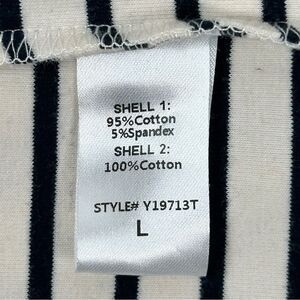 SHELL 1:
95%Cotton
5%Spandex
SHELL 2:
100%Cotton
STYLE# Y19713T
L